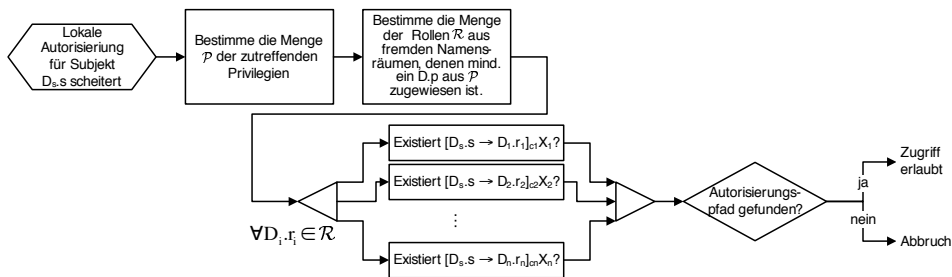 Lokale
Autorisierung
für Subjekt
Dₛ.s scheitert
Bestimme die Menge
𝒫 der zutreffenden
Privilegien
Bestimme die Menge
der Rollen ℛ aus
fremden Namens-
räumen, denen mind.
ein D.p aus 𝒫
zugewiesen ist.
Existiert [Dₛ.s → D₁.r₁]c1X₁?
Existiert [Dₛ.s → D₂.r₂]c2X₂?
⋮
Existiert [Dₛ.s → Dₙ.rₙ]cnXₙ?
∀Dᵢ.rᵢ ∈ ℛ
Autorisierungs-
pfad gefunden?
ja
nein
Zugriff
erlaubt
Abbruch